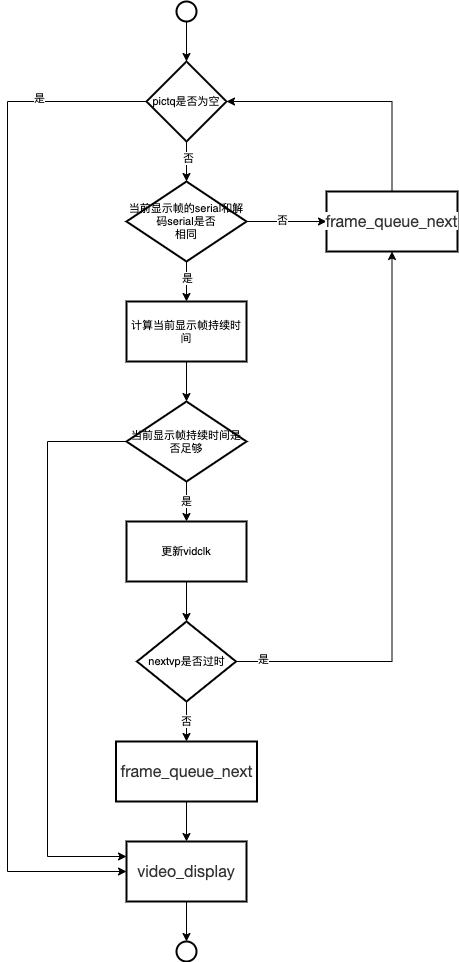 pictq是否为空
是
否
当前显示帧的serial和解
码serial是否
相同
否
frame_queue_next
是
计算当前显示帧持续时
间
当前显示帧持续时间是
否足够
是
更新vidclk
nextvp是否过时
是
否
frame_queue_next
video_display